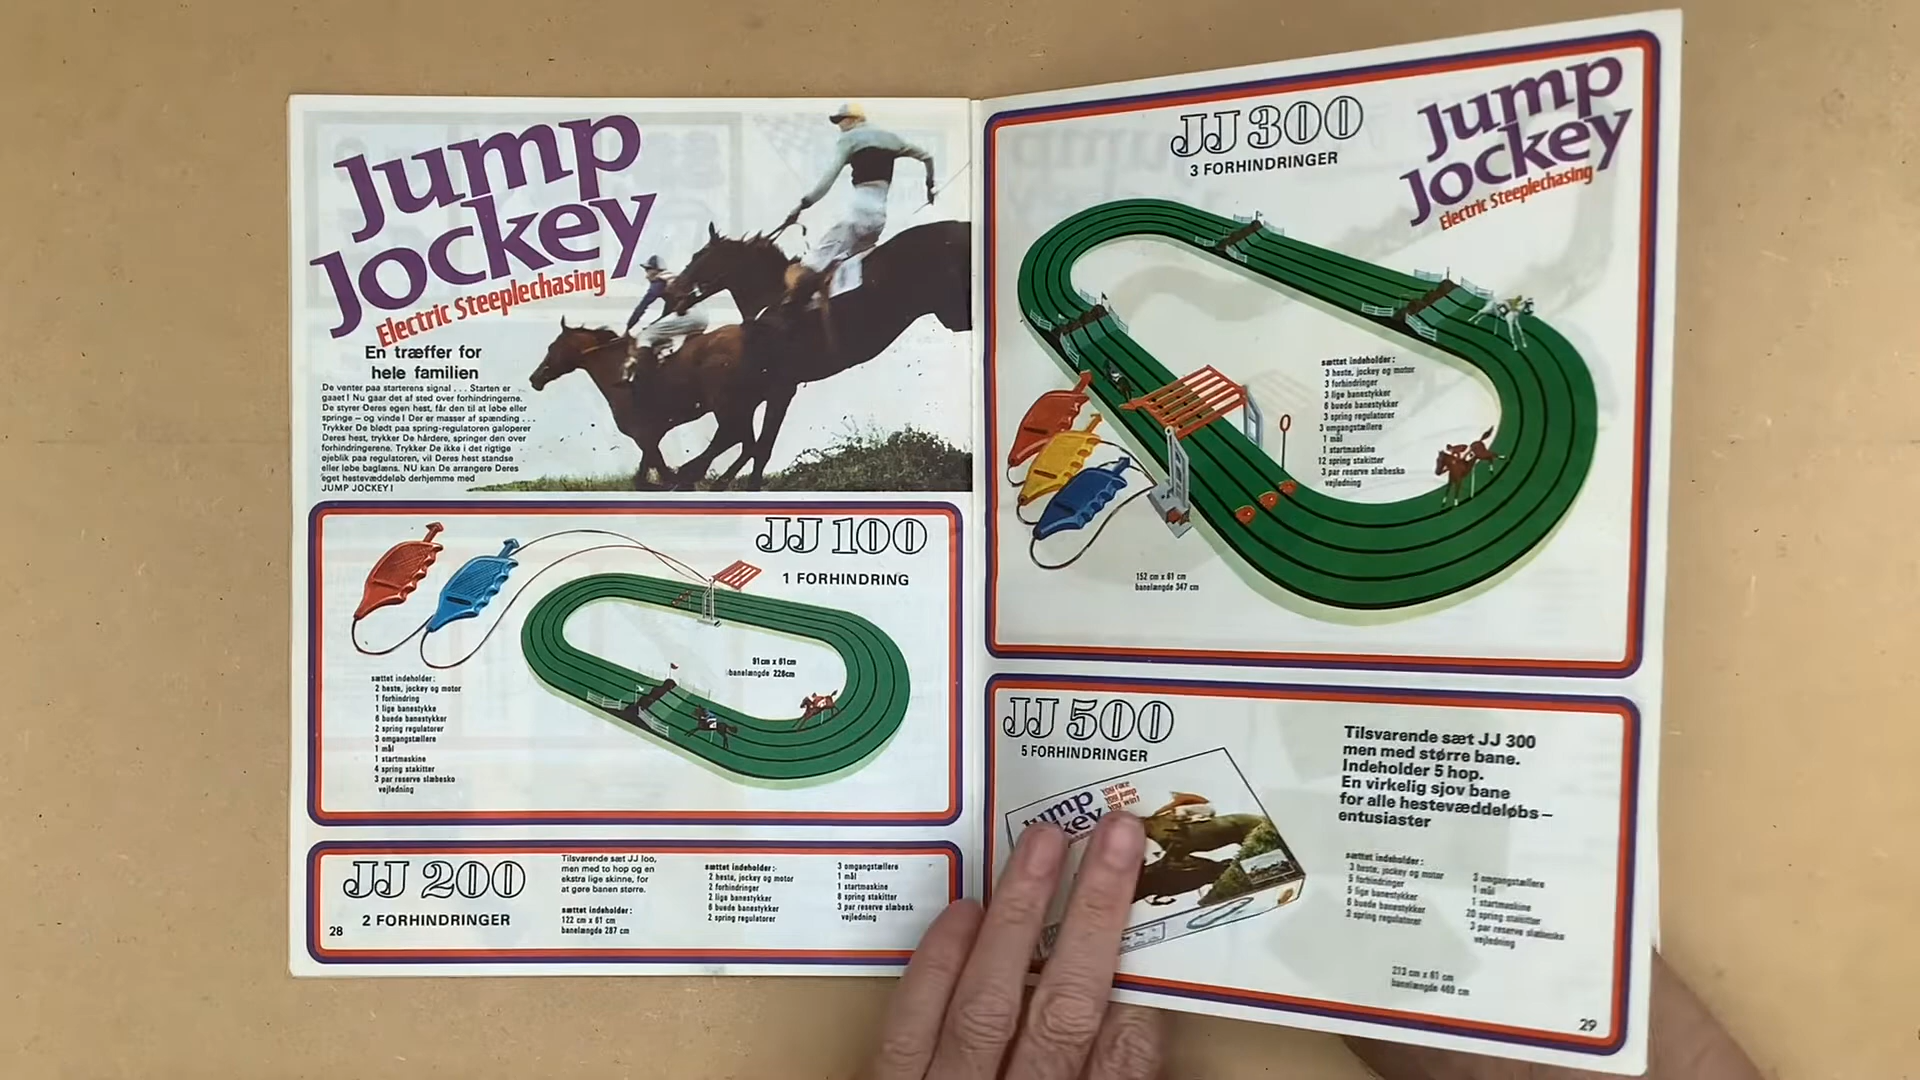 Jump
Jockey
Electric Steeplechasing
En træffer for
hele familien
De venter paa starterens signal . . . Starten er
gaaet ! Nu gaar det af sted over forhindringerne.
De styrer Deres egen hest, får den til at løbe eller
springe – og vinde ! Der er masser af spænding . . .
Trykker De blødt paa spring-regulatoren galoperer
Deres hest, trykker De hårdere, springer den over
forhindringerene. Trykker De ikke i det rigtige
øjeblik paa regulatoren, vil Deres hest standse
eller løbe baglæns. NU kan De arrangere Deres
eget hestevæddeløb derhjemme med
JUMP JOCKEY !
JJ 100
1 FORHINDRING
91cm x 61cm
banelængde 226cm
sættet indeholder :
2 heste, jockey og motor
1 forhindring
1 lige banestykke
6 buede banestykker
2 spring regulatorer
3 omgangstællere
1 mål
1 startmaskine
4 spring stakitter
3 par reserve slæbesko
vejledning
JJ 200
2 FORHINDRINGER
Tilsvarende sæt JJ loo,
men med to hop og en
ekstra lige skinne, for
at gøre banen større.
sættet indeholder :
122 cm x 61 cm
banelængde 287 cm
sættet indeholder :
2 heste, jockey og motor
2 forhindringer
2 lige banestykker
6 buede banestykker
2 spring regulatorer
3 omgangstællere
1 mål
1 startmaskine
8 spring stakitter
3 par reserve slæbesk
vejledning
28
JJ 300
3 FORHINDRINGER
Jump
Jockey
Electric Steeplechasing
sættet indeholder :
3 heste, jockey og motor
3 forhindringer
3 lige banestykker
6 buede banestykker
3 spring regulatorer
3 omgangstællere
1 mål
1 startmaskine
12 spring stakitter
3 par reserve slæbesko
vejledning
152 cm x 61 cm
banelængde 347 cm
JJ 500
5 FORHINDRINGER
Jump
key
you race
you jump
you win!
Tilsvarende sæt JJ 300
men med større bane.
Indeholder 5 hop.
En virkelig sjov bane
for alle hestevæddeløbs –
entusiaster
sættet indeholder :
3 heste, jockey og motor
5 forhindringer
5 lige banestykker
6 buede banestykker
3 spring regulatorer
3 omgangstællere
1 mål
1 startmaskine
20 spring stakitter
3 par reserve slæbesko
vejledning
213 cm x 61 cm
banelængde 469 cm
29